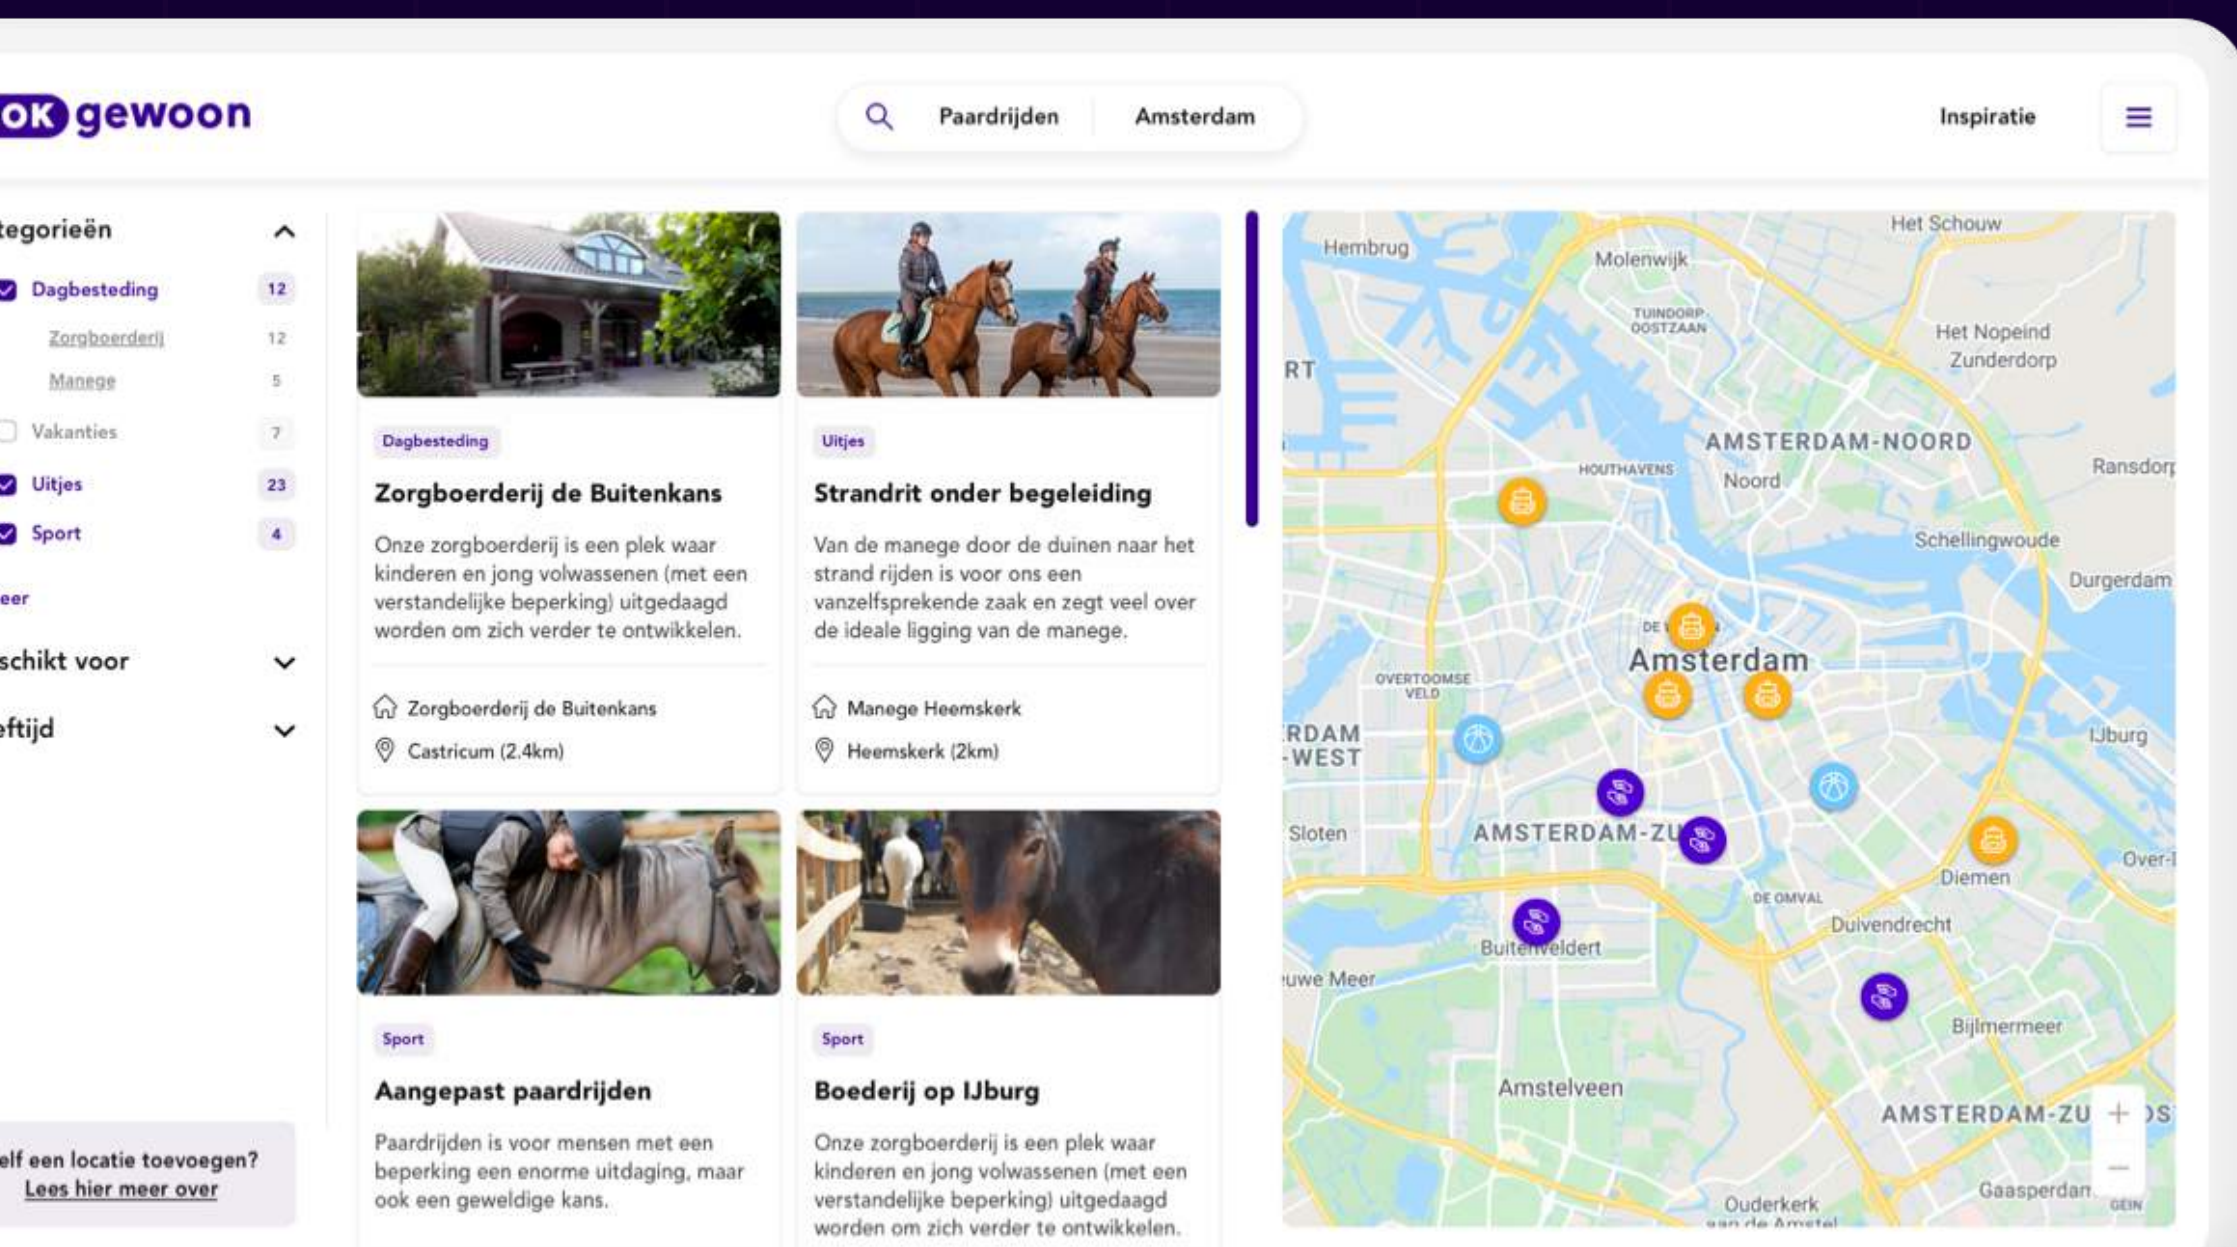 OK gewoon
Paardrijden
Amsterdam
Inspiratie
tegorieën
Dagbesteding
12
Zorgboerderij
12
Manege
5
Vakanties
7
Uitjes
23
Sport
4
eer
schikt voor
eftijd
elf een locatie toevoegen?
Lees hier meer over
Dagbesteding
Zorgboerderij de Buitenkans
Onze zorgboerderij is een plek waar
kinderen en jong volwassenen (met een
verstandelijke beperking) uitgedaagd
worden om zich verder te ontwikkelen.
Zorgboerderij de Buitenkans
Castricum (2.4km)
Uitjes
Strandrit onder begeleiding
Van de manege door de duinen naar het
strand rijden is voor ons een
vanzelfsprekende zaak en zegt veel over
de ideale ligging van de manege.
Manege Heemskerk
Heemskerk (2km)
Sport
Aangepast paardrijden
Paardrijden is voor mensen met een
beperking een enorme uitdaging, maar
ook een geweldige kans.
Sport
Boederij op IJburg
Onze zorgboerderij is een plek waar
kinderen en jong volwassenen (met een
verstandelijke beperking) uitgedaagd
worden om zich verder te ontwikkelen.
Het Schouw
Hembrug
Molenwijk
TUINDORP
OOSTZAAN
Het Nopeind
Zunderdorp
RT
AMSTERDAM-NOORD
HOUTHAVENS
Noord
Ransdorp
Schellingwoude
Durgerdam
DE
Amsterdam
OVERTOOMSE
VELD
RDAM
-WEST
IJburg
Sloten
AMSTERDAM-ZU
Over-
Diemen
DE OMVAL
Duivendrecht
Buitenveldert
uwe Meer
Bijlmermeer
Amstelveen
AMSTERDAM-ZU OS
Gaasperdam
GEIN
Ouderkerk
aan de Amstel